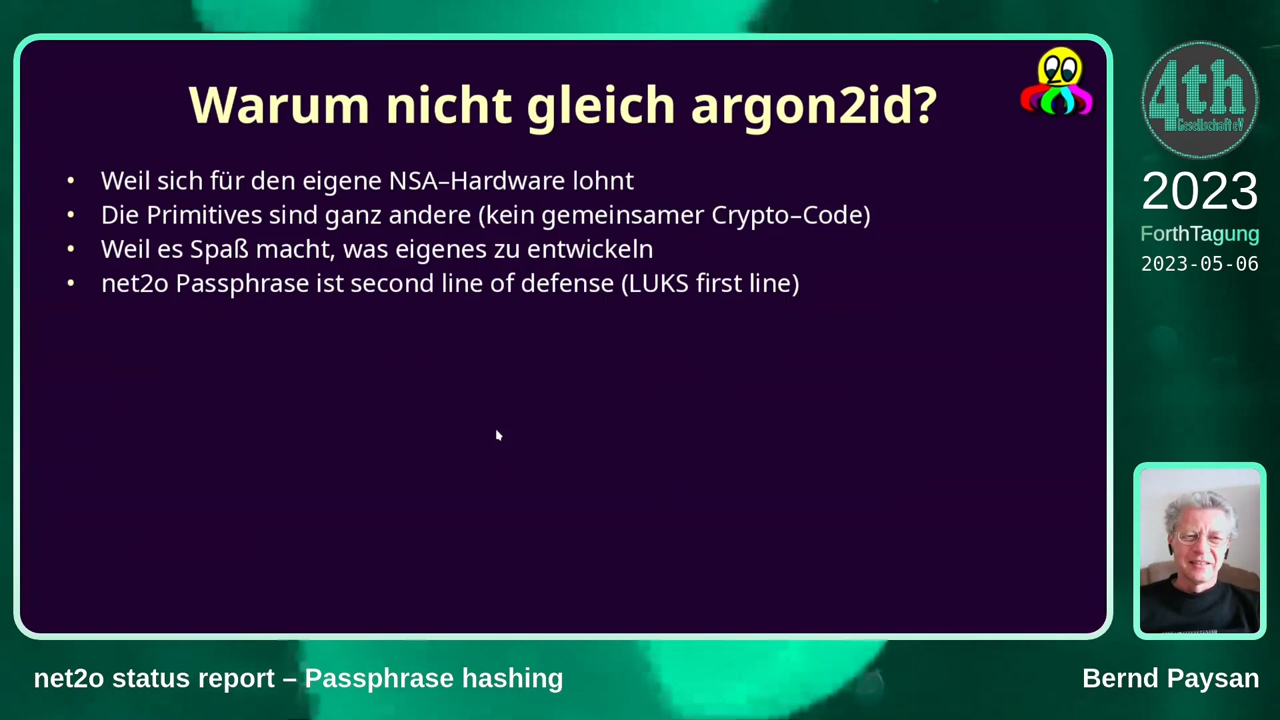 Warum nicht gleich argon2id?
• Weil sich für den eigene NSA–Hardware lohnt
• Die Primitives sind ganz andere (kein gemeinsamer Crypto–Code)
• Weil es Spaß macht, was eigenes zu entwickeln
• net2o Passphrase ist second line of defense (LUKS first line)
4th
Gesellschaft eV
2023
ForthTagung
2023-05-06
net2o status report – Passphrase hashing
Bernd Paysan